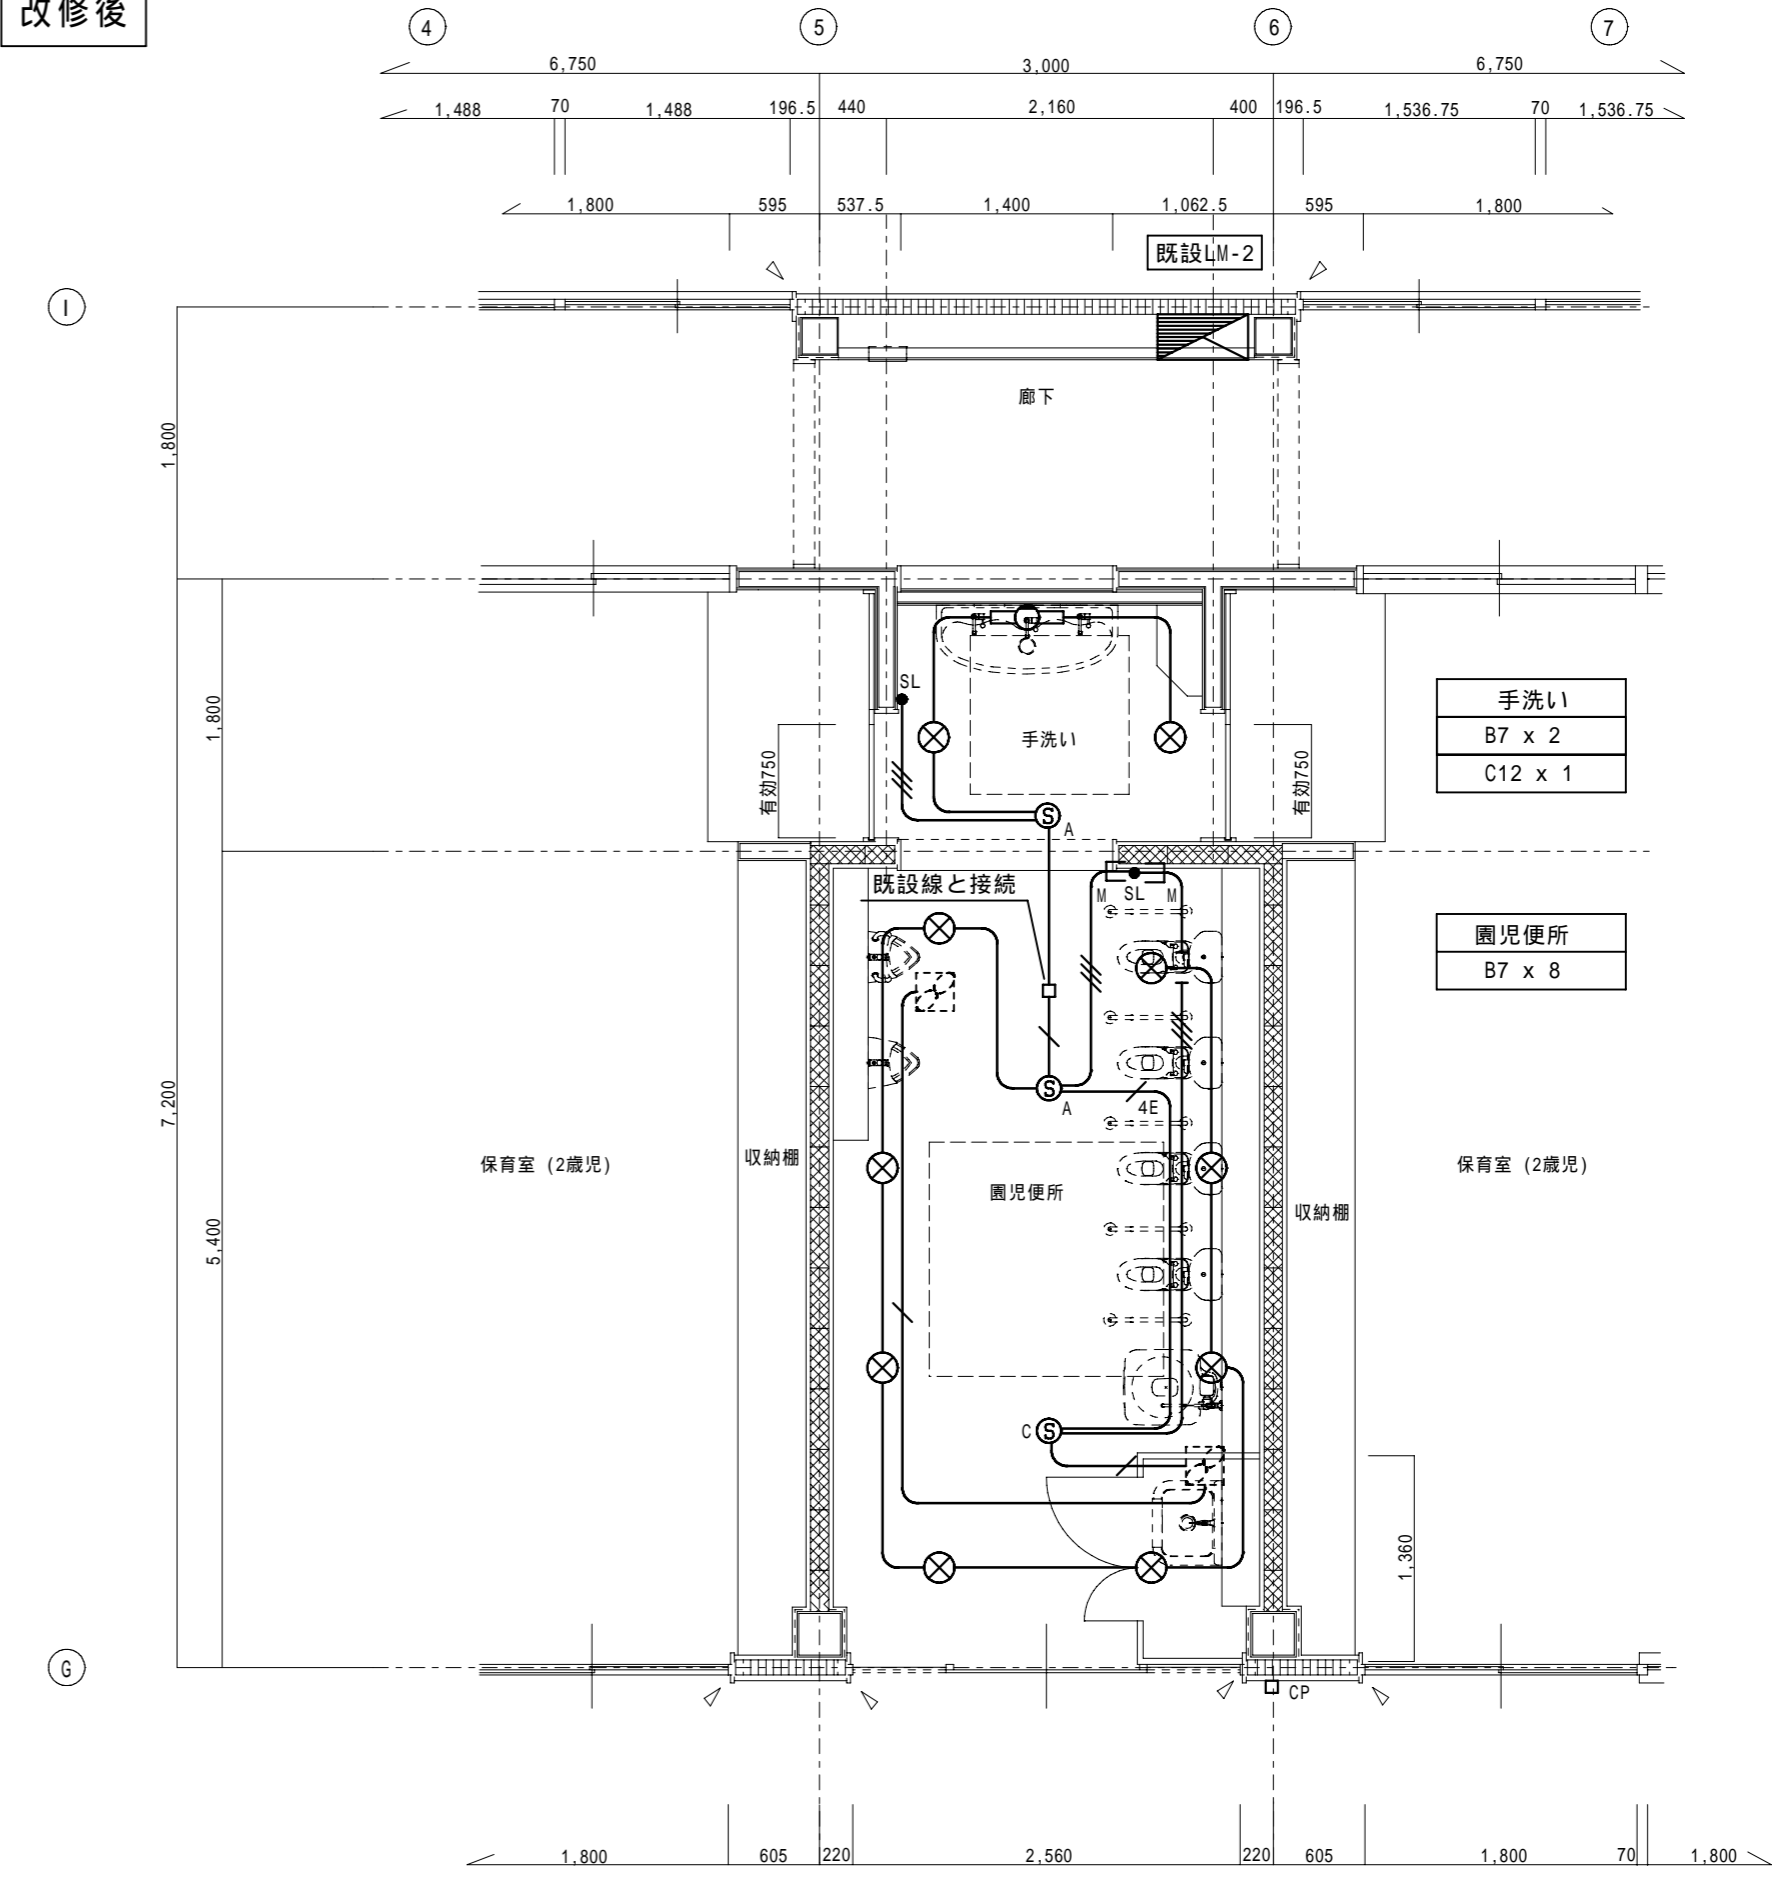 改修後
4 5 6 7
6,750 3,000 6,750
1,488 70 1,488 196.5 440 2,160 400 196.5 1,536.75 70 1,536.75
1,800 595 537.5 1,400 1,062.5 595 1,800
既設LM-2
I
廊下
1,800
SL
手洗い
B7 x 2
C12 x 1
1,800
手洗い
有効750
有効750
S
A
既設線と接続
M SL M
園児便所
B7 x 8
S
A
4E
7,200
保育室 (2歳児)
収納棚
園児便所
収納棚
保育室 (2歳児)
5,400
C S
1,360
G
CP
1,800 605 220 2,560 220 605 1,800 70 1,800